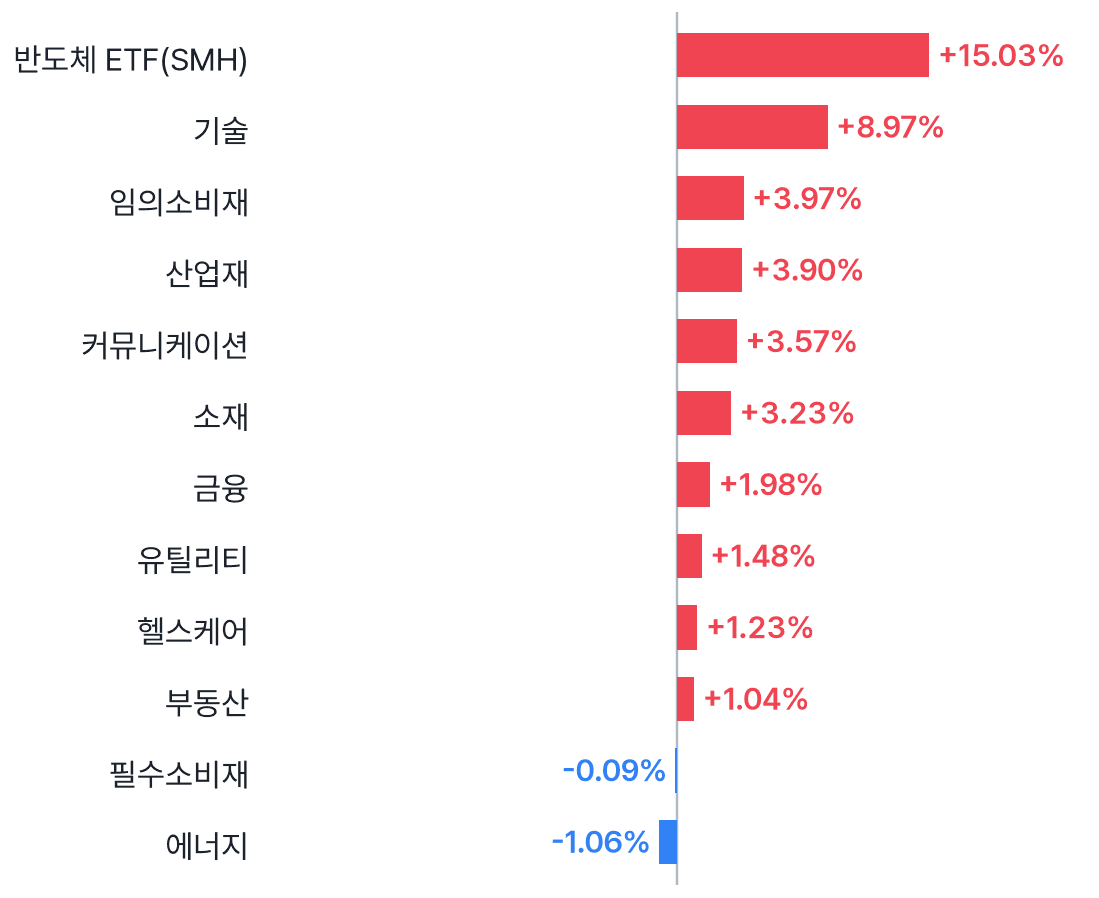 반도체 ETF(SMH) +15.03%
기술 +8.97%
임의소비재 +3.97%
산업재 +3.90%
커뮤니케이션 +3.57%
소재 +3.23%
금융 +1.98%
유틸리티 +1.48%
헬스케어 +1.23%
부동산 +1.04%
필수소비재 -0.09%
에너지 -1.06%